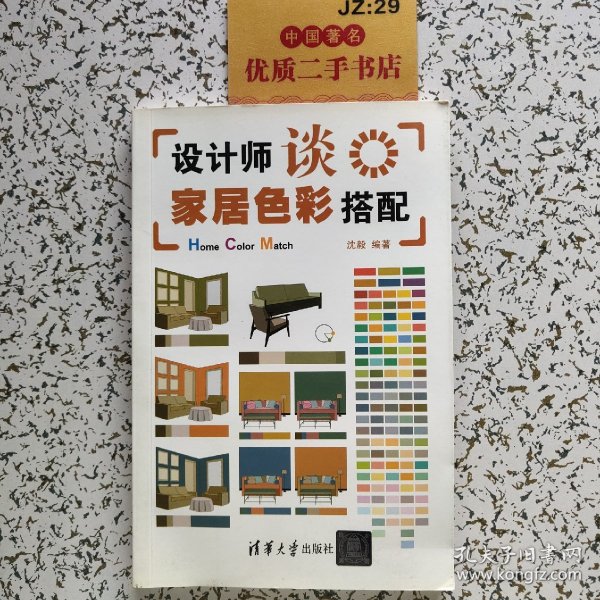 JZ:29
中国著名
优质二手书店
设计师 谈
家居色彩 搭配
Home Color Match
沈毅 编著
清华大学出版社
孔夫子旧书网
www.kongfz.com